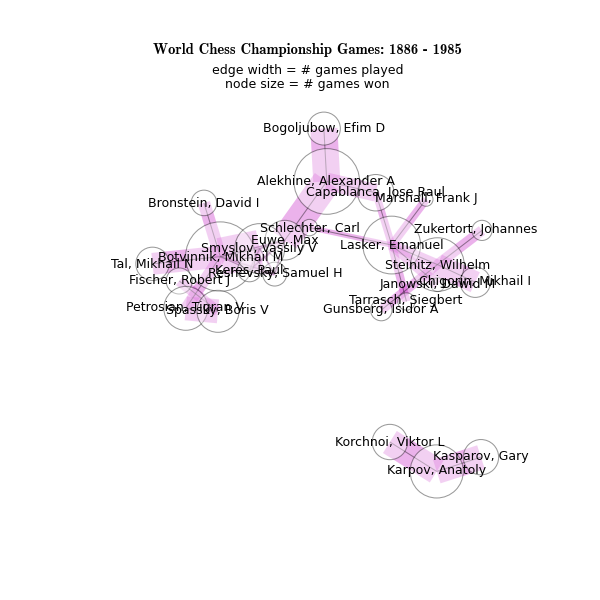 World Chess Championship Games: 1886 - 1985
edge width = # games played
node size = # games won
Bogoljubow, Efim D
Alekhine, Alexander A
Capablanca, Jose Raul
Marshall, Frank J
Bronstein, David I
Schlechter, Carl
Zukertort, Johannes
Euwe, Max
Lasker, Emanuel
Smyslov, Vassily V
Botvinnik, Mikhail M
Tal, Mikhail N
Steinitz, Wilhelm
Keres, Paul
Reshevsky, Samuel H
Fischer, Robert J
Chigorin, Mikhail I
Janowski, Dawid M
Tarrasch, Siegbert
Petrosian, Tigran V
Spassky, Boris V
Gunsberg, Isidor A
Korchnoi, Viktor L
Kasparov, Gary
Karpov, Anatoly